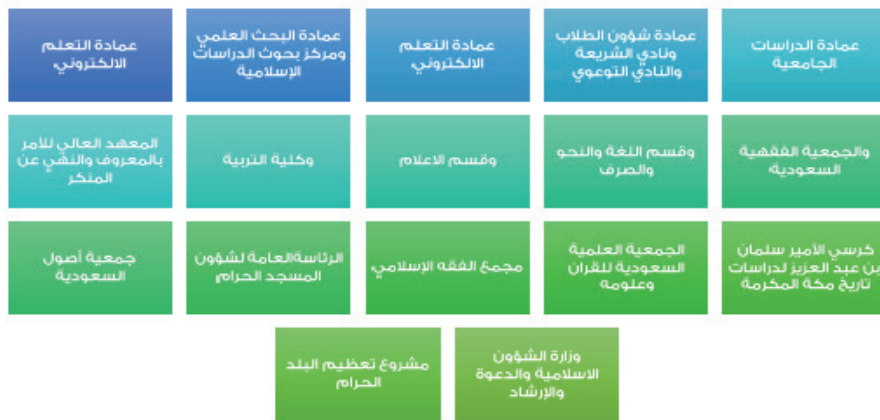 عمادة الدراسات
الجامعية
عمادة شؤون الطلاب
ونادي الشريعة
والنادي التوعوي
عمادة التعلم
الالكتروني
عمادة البحث العلمي
ومركز بحوث الدراسات
الإسلامية
عمادة التعلم
الالكتروني
والجمعية الفقهية
السعودية
وقسم اللغة والنحو
والصرف
وقسم الاعلام
وكلية التربية
المعهد العالي للأمر
بالمعروف والنهي عن
المنكر
كرسي الأمير سلمان
بن عبد العزيز لدراسات
تاريخ مكة المكرمة
الجمعية العلمية
السعودية للقران
وعلومه
مجمع الفقه الإسلامي
الرئاسةالعامة لشؤون
المسجد الحرام
جمعية أصول
السعودية
وزارة الشؤون
الاسلامية والدعوة
والإرشاد
مشروع تعظيم البلد
الحرام